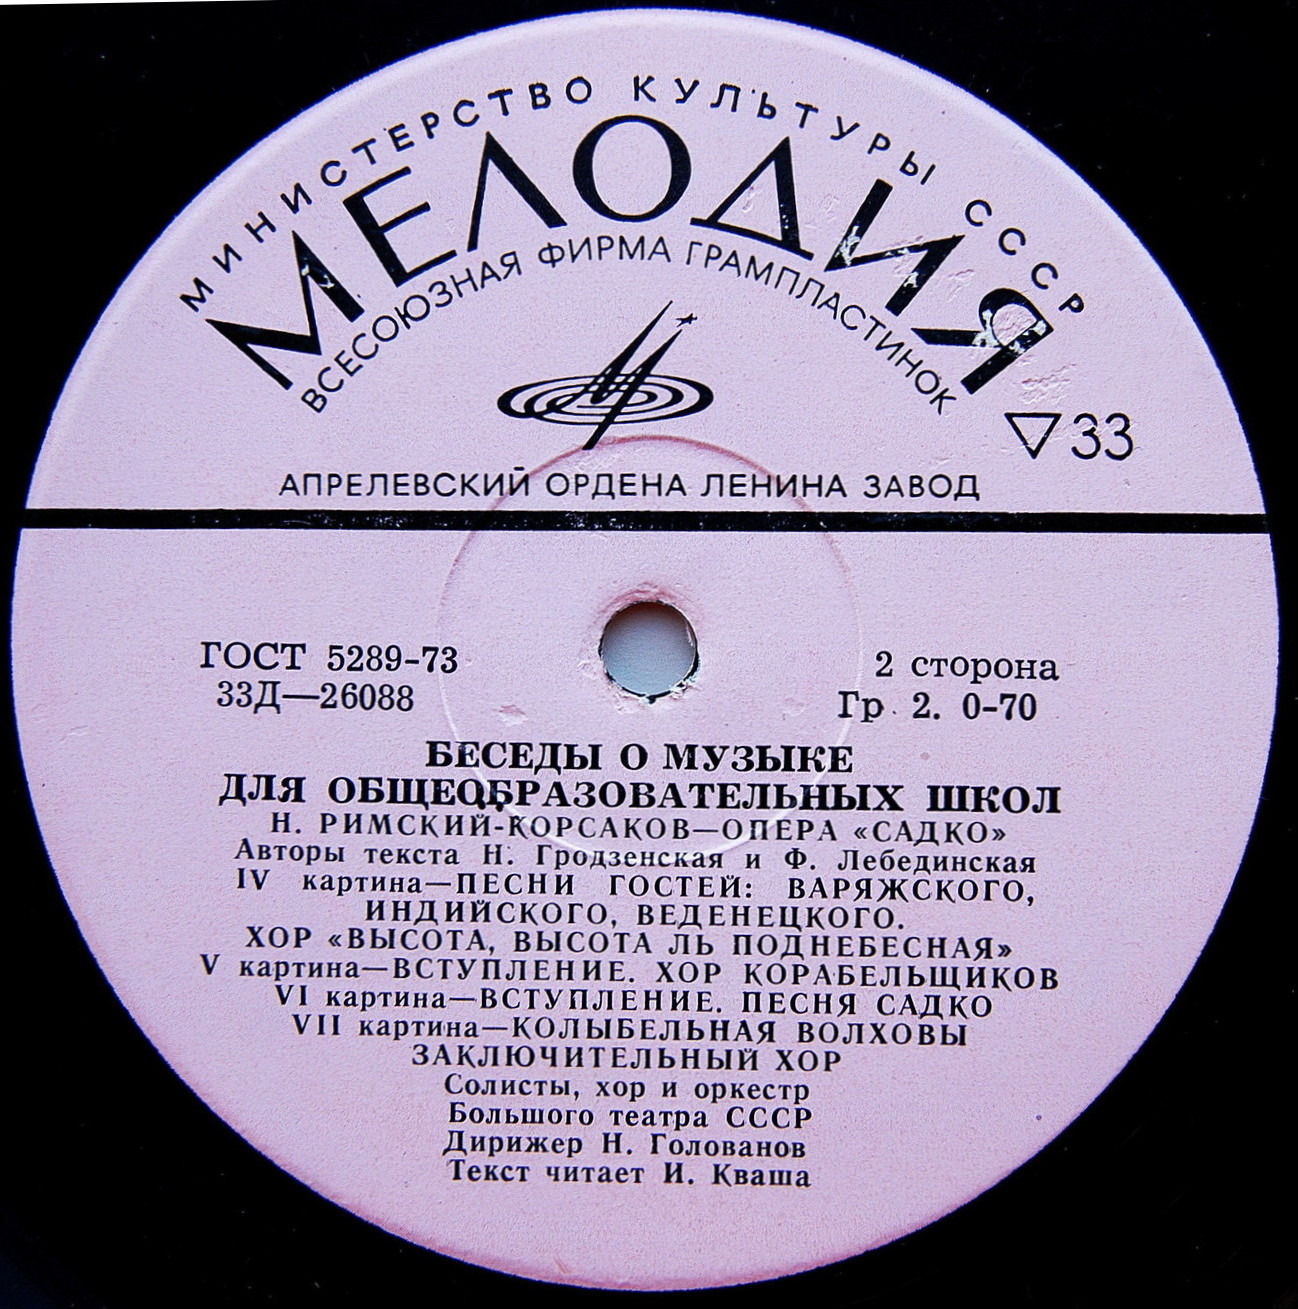 МИНИСТЕРСТВО КУЛЬТУРЫ СССР
МЕЛОДИЯ
ВСЕСОЮЗНАЯ ФИРМА ГРАМПЛАСТИНОК
33
АПРЕЛЕВСКИЙ ОРДЕНА ЛЕНИНА ЗАВОД
ГОСТ 5289-73
33Д—26088
2 сторона
Гр. 2. 0-70
БЕСЕДЫ О МУЗЫКЕ
ДЛЯ ОБЩЕОБРАЗОВАТЕЛЬНЫХ ШКОЛ
Н. РИМСКИЙ-КОРСАКОВ—ОПЕРА «САДКО»
Авторы текста Н. Гродзенская и Ф. Лебединская
IV картина—ПЕСНИ ГОСТЕЙ: ВАРЯЖСКОГО,
ИНДИЙСКОГО, ВЕДЕНЕЦКОГО.
ХОР «ВЫСОТА, ВЫСОТА ЛЬ ПОДНЕБЕСНАЯ»
V картина—ВСТУПЛЕНИЕ. ХОР КОРАБЕЛЬЩИКОВ
VI картина—ВСТУПЛЕНИЕ. ПЕСНЯ САДКО
VII картина—КОЛЫБЕЛЬНАЯ ВОЛХОВЫ
ЗАКЛЮЧИТЕЛЬНЫЙ ХОР
Солисты, хор и оркестр
Большого театра СССР
Дирижер Н. Голованов
Текст читает И. Кваша